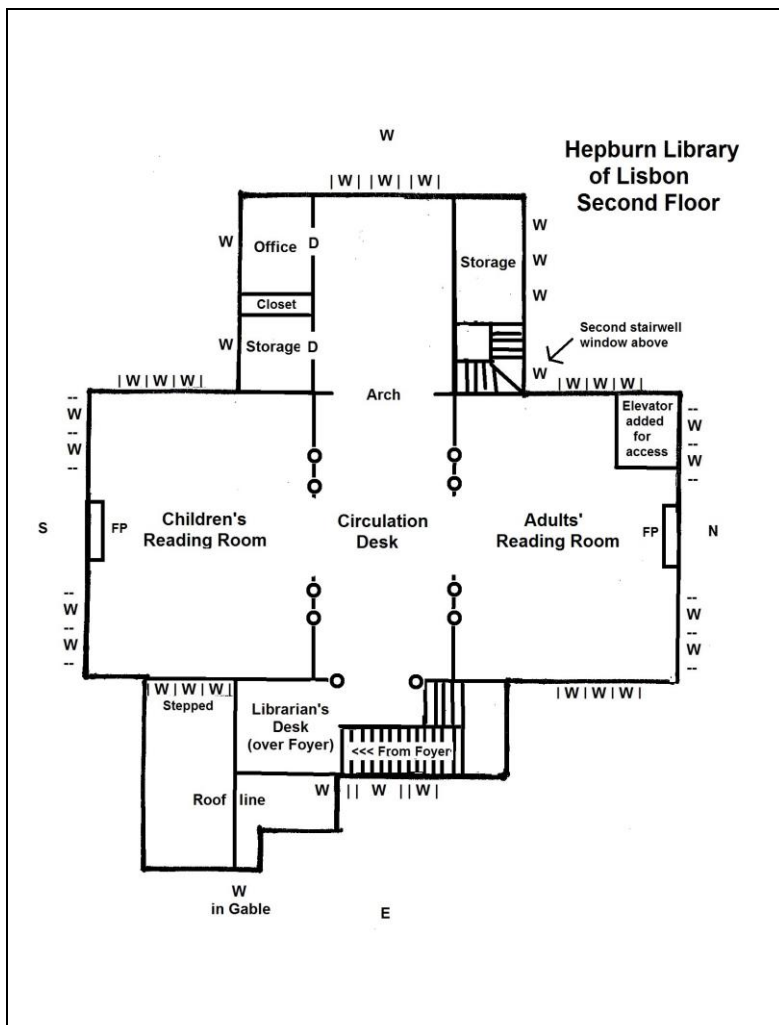 W
Hepburn Library
of Lisbon
Second Floor
| W | W | W |
W
Office D
W
Storage
W
W
Closet
Second stairwell
window above
W
Storage D
W
| W | W | W |
Arch
| W | W | W |
Elevator
added
for
access
--
W
--
W
--
--
W
--
W
--
S
FP
Children's
Reading Room
Circulation
Desk
Adults'
Reading Room
FP
N
--
W
--
W
--
--
W
--
W
--
| W | W | W |
Stepped
Librarian's
Desk
(over Foyer)
<<< From Foyer
| W | W | W |
Roof line
W || W || W |
W
in Gable
E